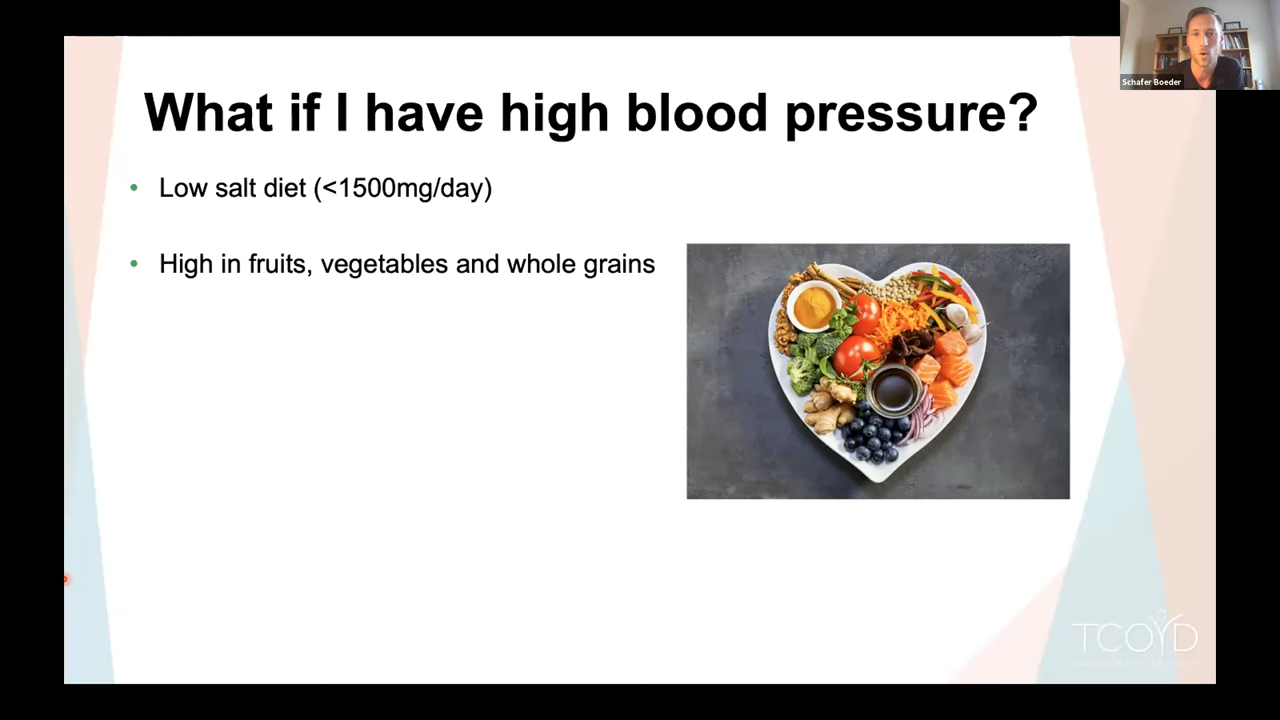 Schafer Boeder
What if I have high blood pressure?
• Low salt diet (<1500mg/day)
• High in fruits, vegetables and whole grains
TCOYD